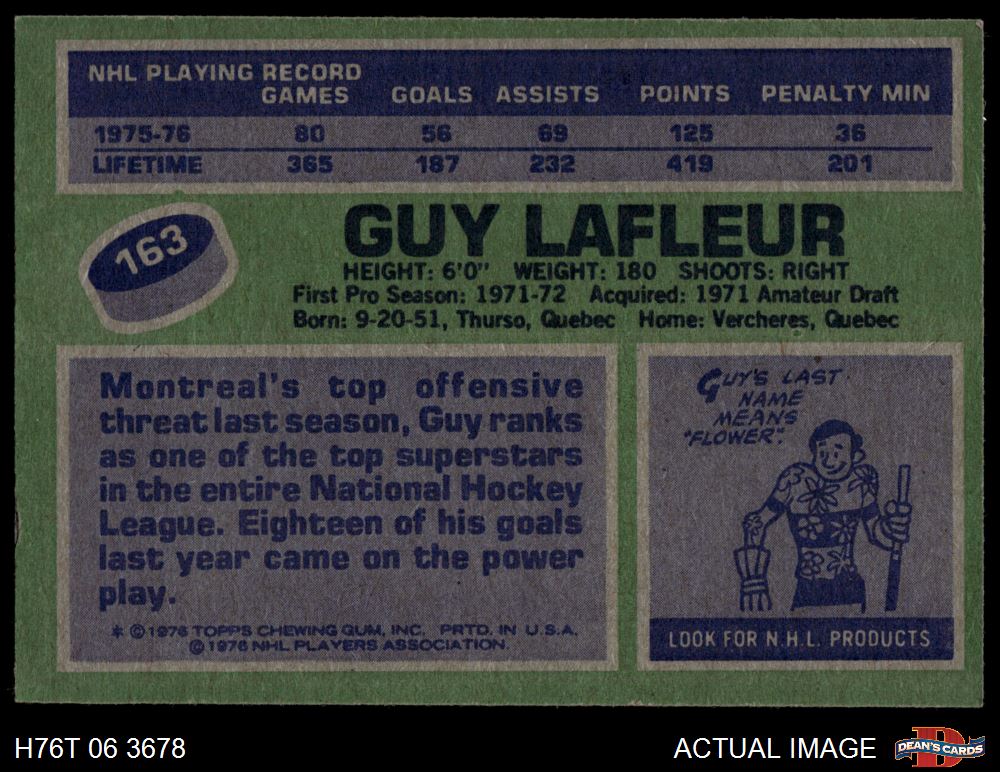 NHL PLAYING RECORD
GAMES GOALS ASSISTS POINTS PENALTY MIN
1975-76 80 56 69 125 36
LIFETIME 365 187 232 419 201
163
GUY LAFLEUR
HEIGHT: 6'0" WEIGHT: 180 SHOOTS: RIGHT
First Pro Season: 1971-72 Acquired: 1971 Amateur Draft
Born: 9-20-51, Thurso, Quebec Home: Vercheres, Quebec
Montreal's top offensive
threat last season, Guy ranks
as one of the top superstars
in the entire National Hockey
League. Eighteen of his goals
last year came on the power
play.
* © 1976 TOPPS CHEWING GUM, INC. PRTD. IN U.S.A.
© 1976 NHL PLAYERS ASSOCIATION.
GUY'S LAST
NAME
MEANS
"FLOWER".
LOOK FOR N.H.L. PRODUCTS
H76T 06 3678
ACTUAL IMAGE
D
DEAN'S CARDS